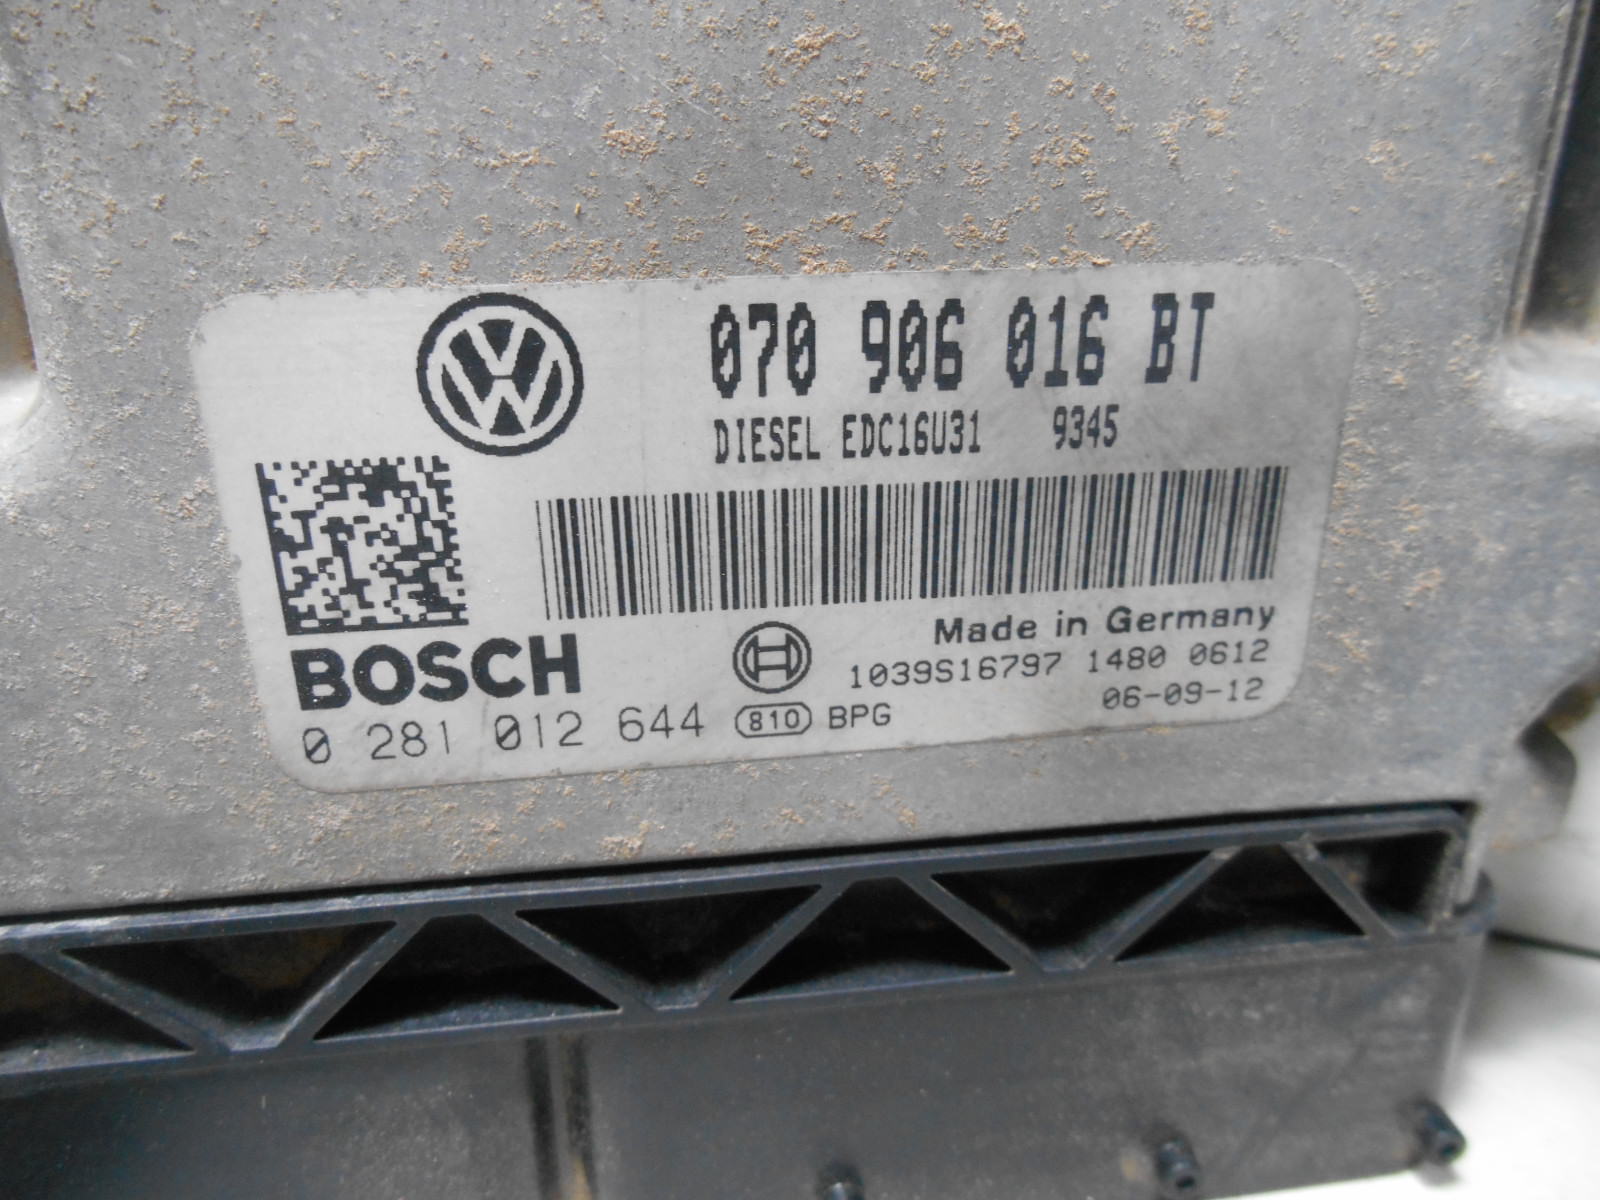 070 906 016 BT
DIESEL EDC16U31 9345
BOSCH
Made in Germany
1039S16797 1480 0612
06-09-12
0 281 012 644 810 BPG